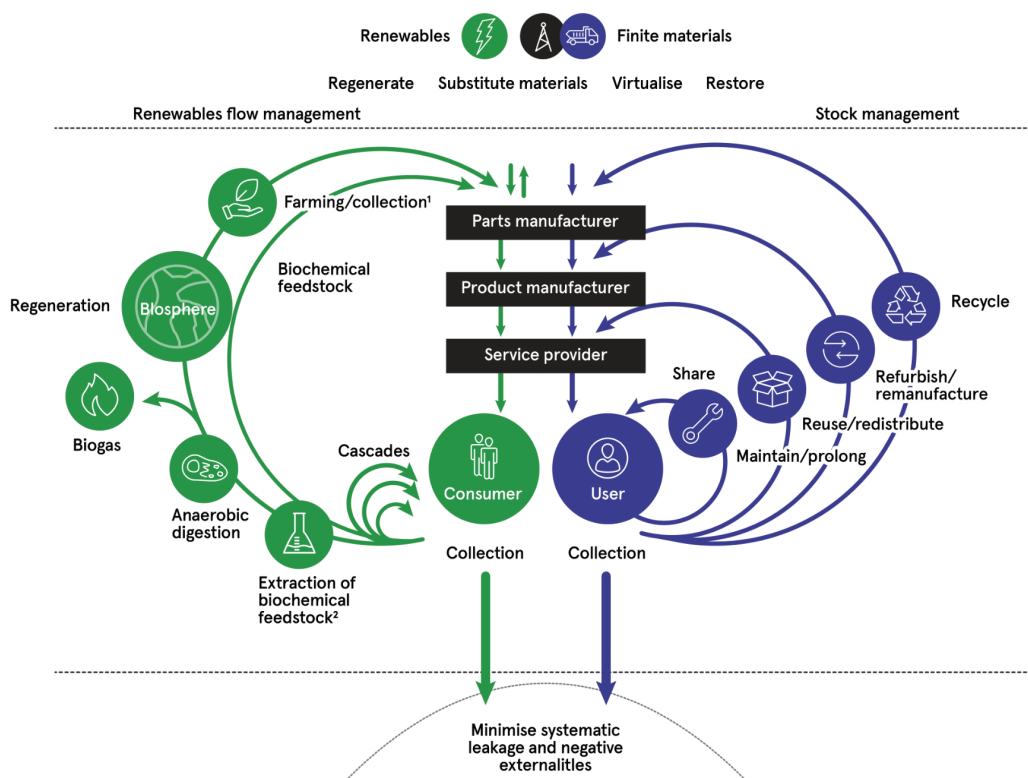 Renewables
Finite materials
Regenerate
Substitute materials
Virtualise
Restore
Renewables flow management
Stock management
Farming/collection¹
Parts manufacturer
Biochemical
feedstock
Product manufacturer
Regeneration
Biosphere
Recycle
Service provider
Share
Refurbish/
remanufacture
Reuse/redistribute
Biogas
Cascades
Maintain/prolong
Consumer
User
Anaerobic
digestion
Collection
Collection
Extraction of
biochemical
feedstock²
Minimise systematic
leakage and negative
externalitles